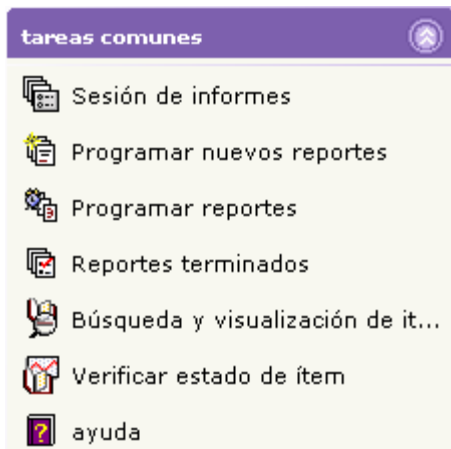 tareas comunes
Sesión de informes
Programar nuevos reportes
Programar reportes
Reportes terminados
Búsqueda y visualización de it...
Verificar estado de ítem
ayuda